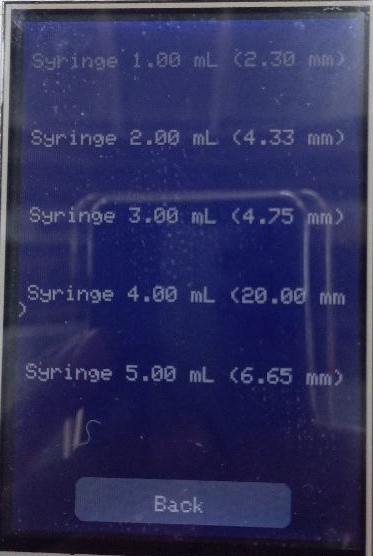 Syringe 1.00 mL (2.30 mm)
Syringe 2.00 mL (4.33 mm)
Syringe 3.00 mL (4.75 mm)
Syringe 4.00 mL (20.00 mm
)
Syringe 5.00 mL (6.65 mm)
Back